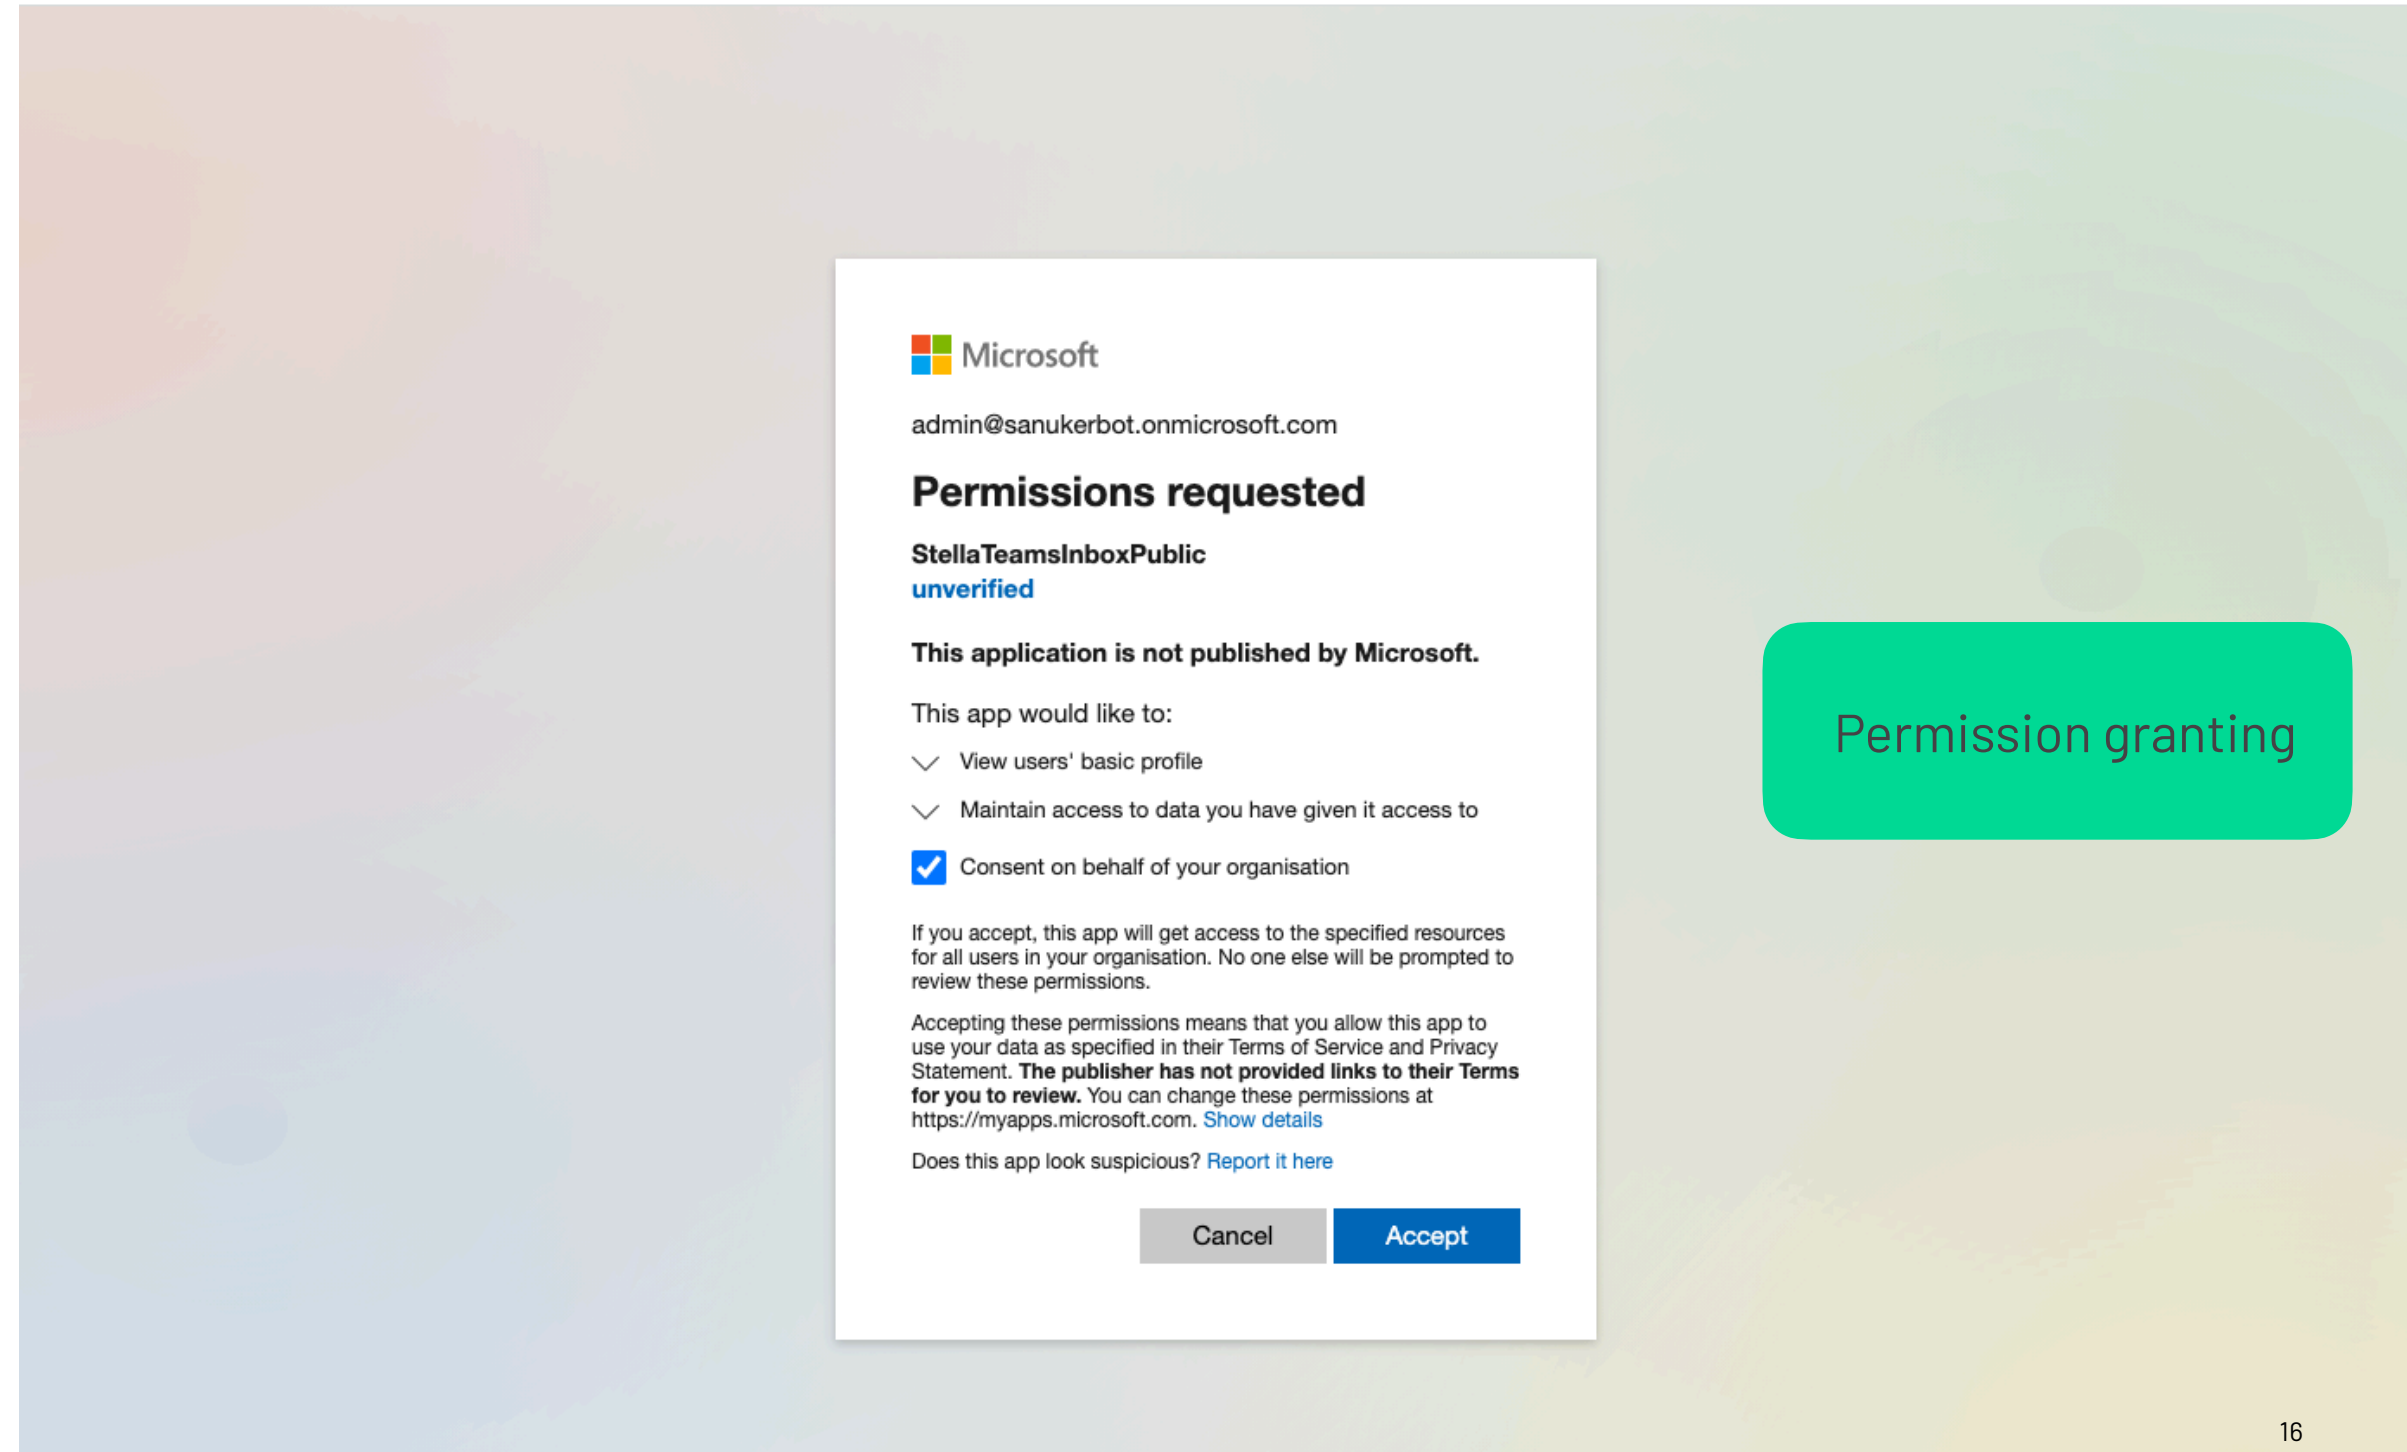 Microsoft
admin@sanukerbot.onmicrosoft.com
Permissions requested
StellaTeamsInboxPublic
unverified
This application is not published by Microsoft.
This app would like to:
View users' basic profile
Maintain access to data you have given it access to
Consent on behalf of your organisation
If you accept, this app will get access to the specified resources
for all users in your organisation. No one else will be prompted to
review these permissions.
Accepting these permissions means that you allow this app to
use your data as specified in their Terms of Service and Privacy
Statement. The publisher has not provided links to their Terms
for you to review. You can change these permissions at
https://myapps.microsoft.com. Show details
Does this app look suspicious? Report it here
Cancel
Accept
Permission granting
16